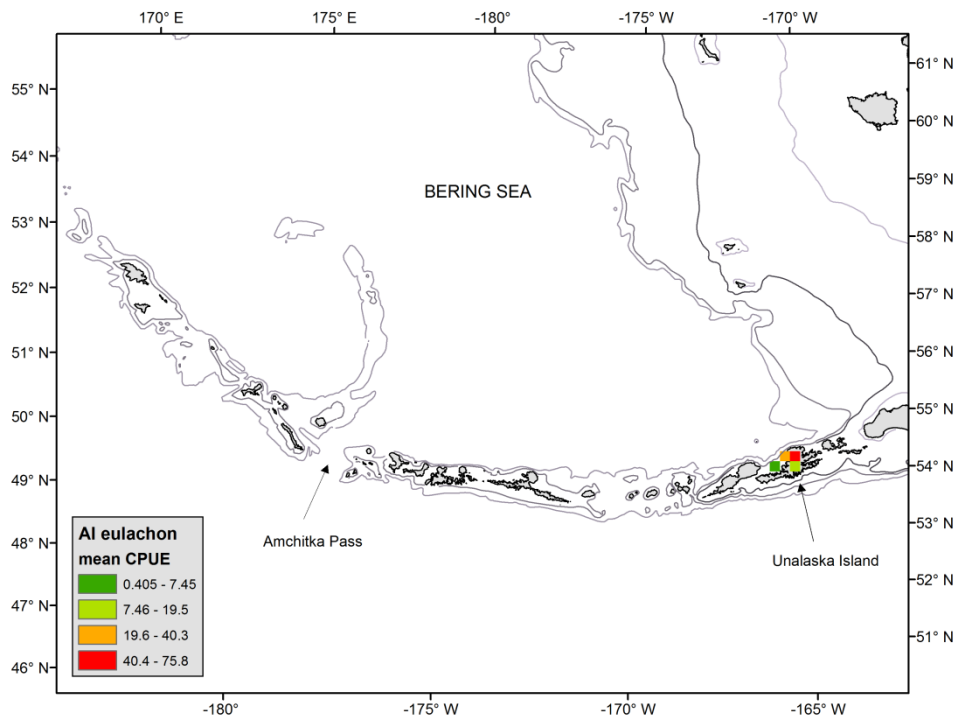 170° E
175° E
-180°
-175° W
-170° W
55° N
54° N
53° N
52° N
51° N
50° N
49° N
48° N
47° N
46° N
61° N
60° N
59° N
58° N
57° N
56° N
55° N
54° N
53° N
52° N
51° N
BERING SEA
Amchitka Pass
Unalaska Island
AI eulachon
mean CPUE
0.405 - 7.45
7.46 - 19.5
19.6 - 40.3
40.4 - 75.8
-180°
-175° W
-170° W
-165° W